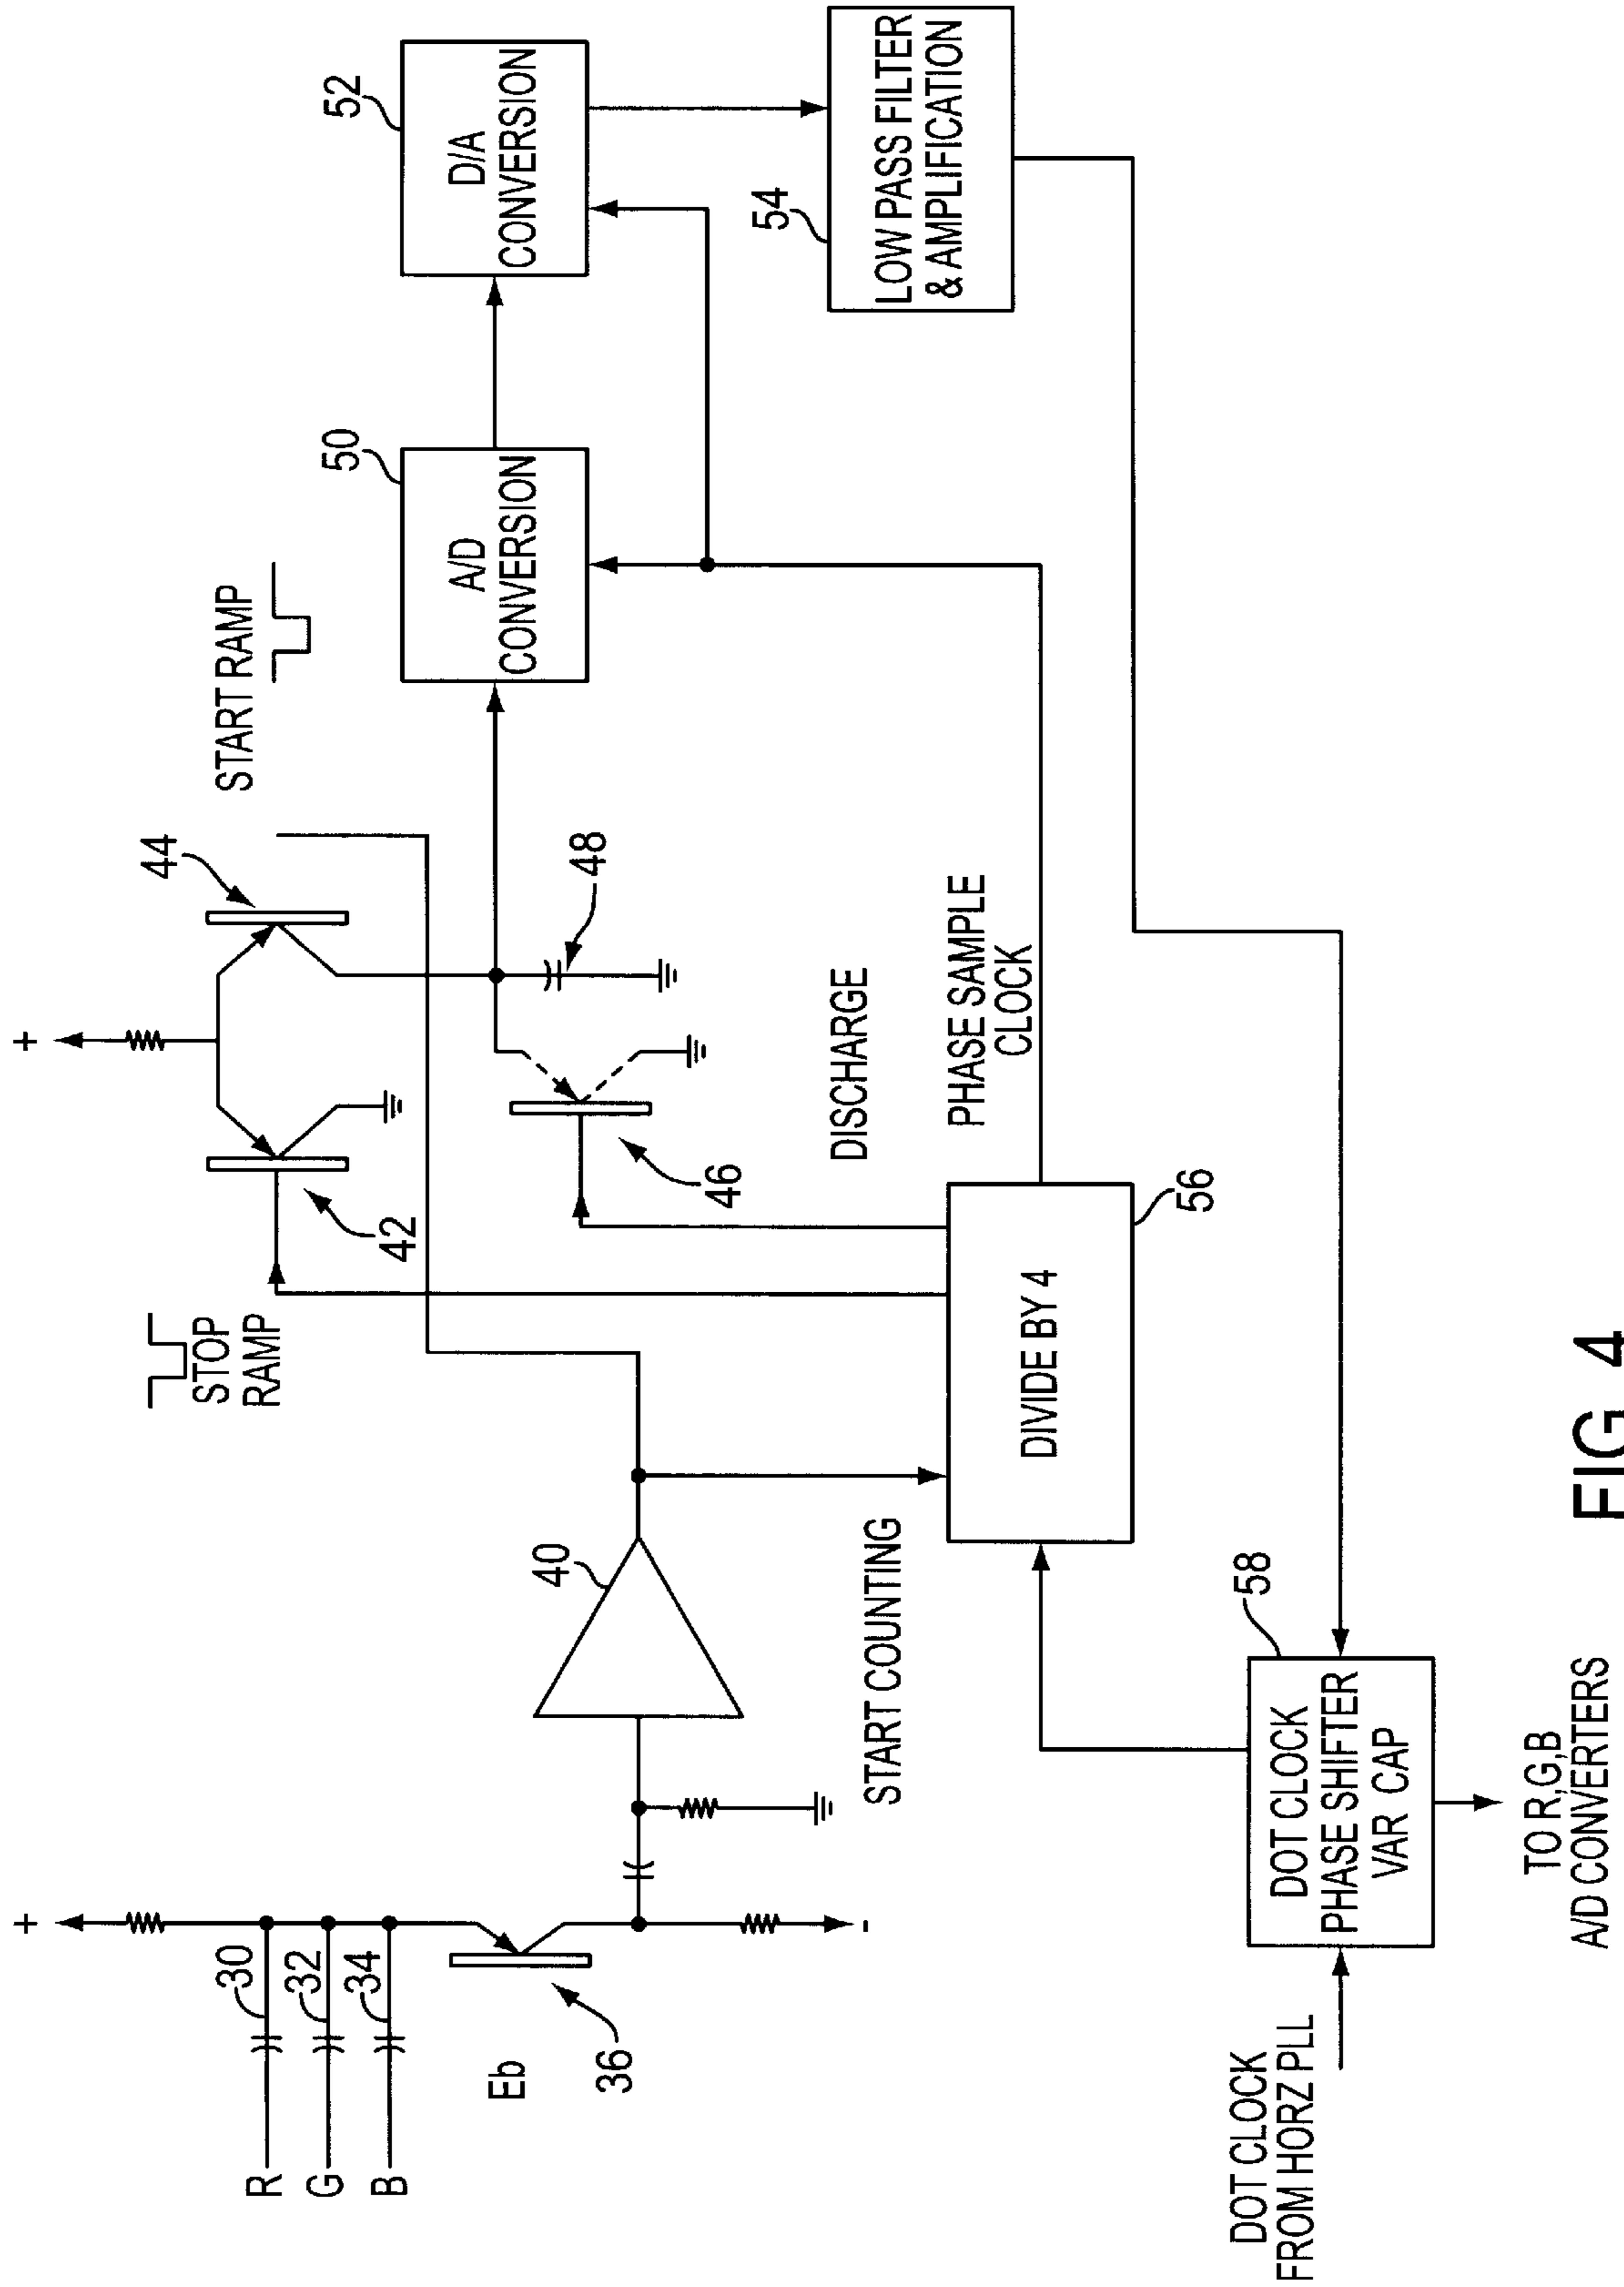 +
R
G
B
30
32
34
Eb
36
-
40
START COUNTING
STOP
RAMP
42
+
44
START RAMP
46
48
DISCHARGE
PHASE SAMPLE
CLOCK
50
A/D
CONVERSION
52
D/A
CONVERSION
54
LOW PASS FILTER
& AMPLIFICATION
DIVIDE BY 4
56
58
DOT CLOCK
PHASE SHIFTER
VAR CAP
DOT CLOCK
FROM HORZ PLL
TO R,G,B
A/D CONVERTERS
FIG. 4